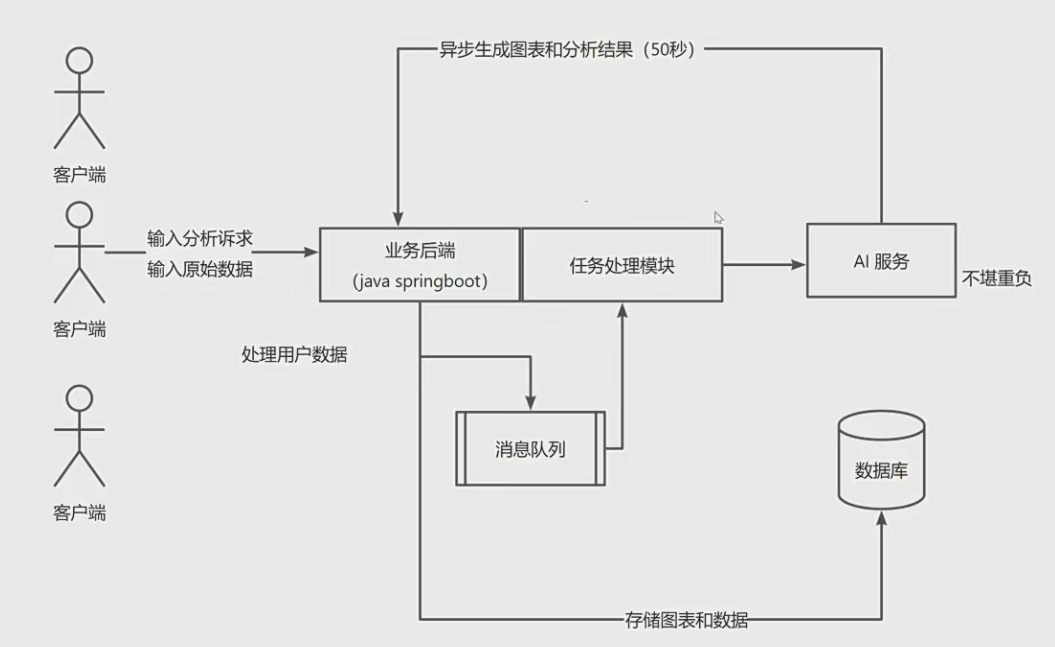 异步生成图表和分析结果（50秒）
客户端
输入分析诉求
输入原始数据
客户端
业务后端
（java springboot）
任务处理模块
AI 服务
不堪重负
处理用户数据
消息队列
数据库
客户端
存储图表和数据